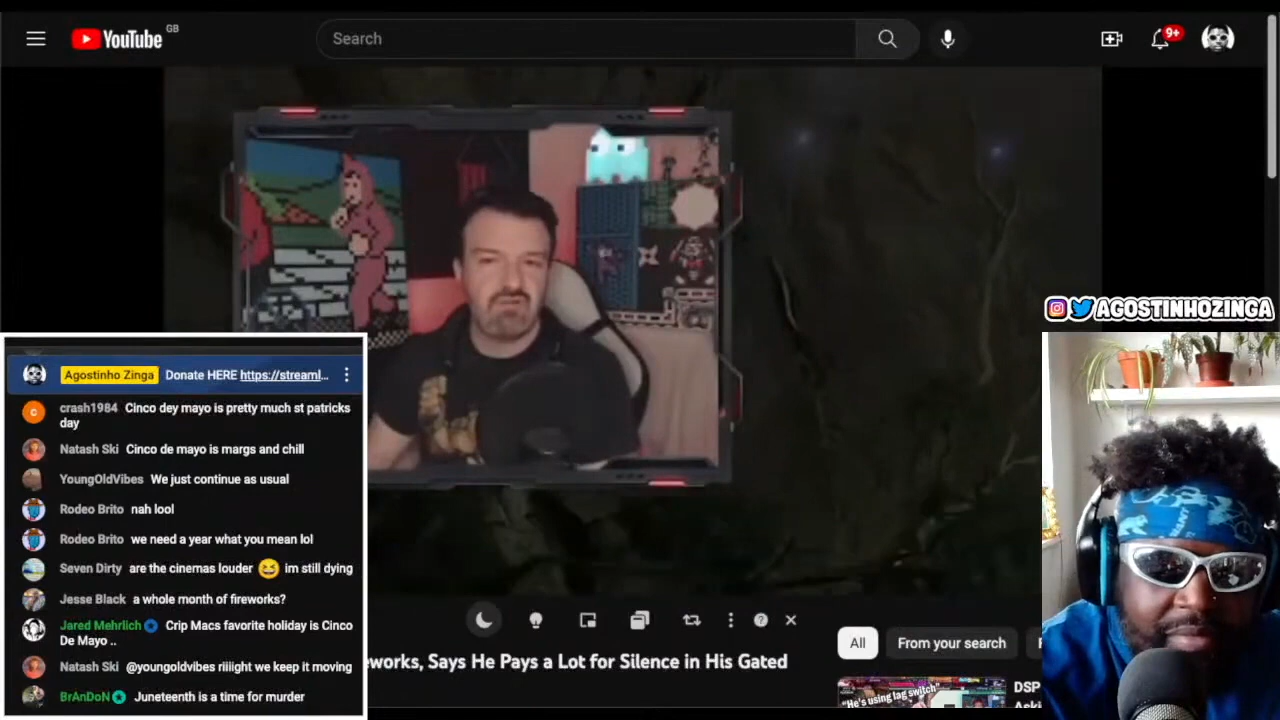 YouTube GB
Search
9+
AGOSTINHOZINGA
Agostinho Zinga Donate HERE https://streaml...
crash1984 Cinco dey mayo is pretty much st patricks
day
Natash Ski Cinco de mayo is margs and chill
YoungOldVibes We just continue as usual
Rodeo Brito nah lool
Rodeo Brito we need a year what you mean lol
Seven Dirty are the cinemas louder 😆 im still dying
Jesse Black a whole month of fireworks?
Jared Mehrlich Crip Macs favorite holiday is Cinco
De Mayo ..
Natash Ski @youngoldvibes riiight we keep it moving
BrAnDoN Juneteenth is a time for murder
eworks, Says He Pays a Lot for Silence in His Gated
All
From your search
"He's using lag switch"
DSP